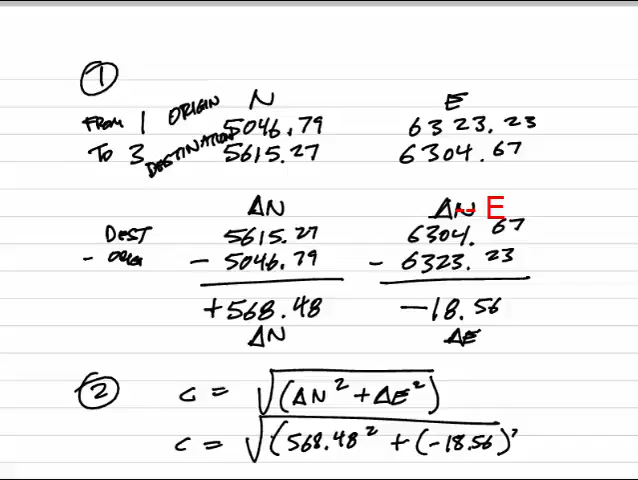 ①
N E
FROM 1 ORIGIN 5046.79 6323.23
TO 3 DESTINATION 5615.27 6304.67
ΔN ΔN E
DEST 5615.27 6304.67
- ORIG - 5046.79 - 6323.23
+568.48 -18.56
ΔN ΔE
② c = √(ΔN² + ΔE²)
c = √(568.48² + (-18.56)²